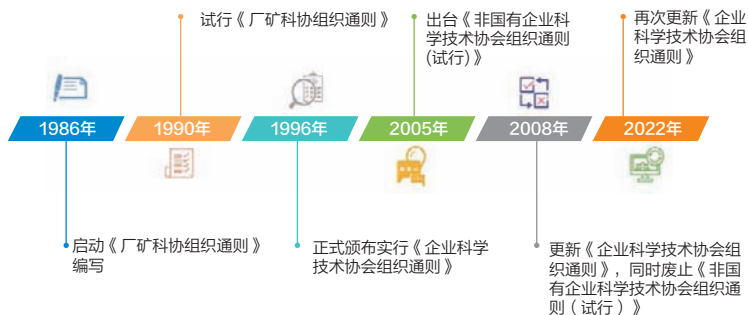 试行《厂矿科协组织通则》
出台《非国有企业科
学技术协会组织通则
(试行)》
再次更新《企业
科学技术协会组
织通则》
1986年
1990年
1996年
2005年
2008年
2022年
启动《厂矿科协组织通则》
编写
正式颁布实行《企业科学
技术协会组织通则》
更新《企业科学技术协会组
织通则》，同时废止《非国
有企业科学技术协会组织通
则（试行）》